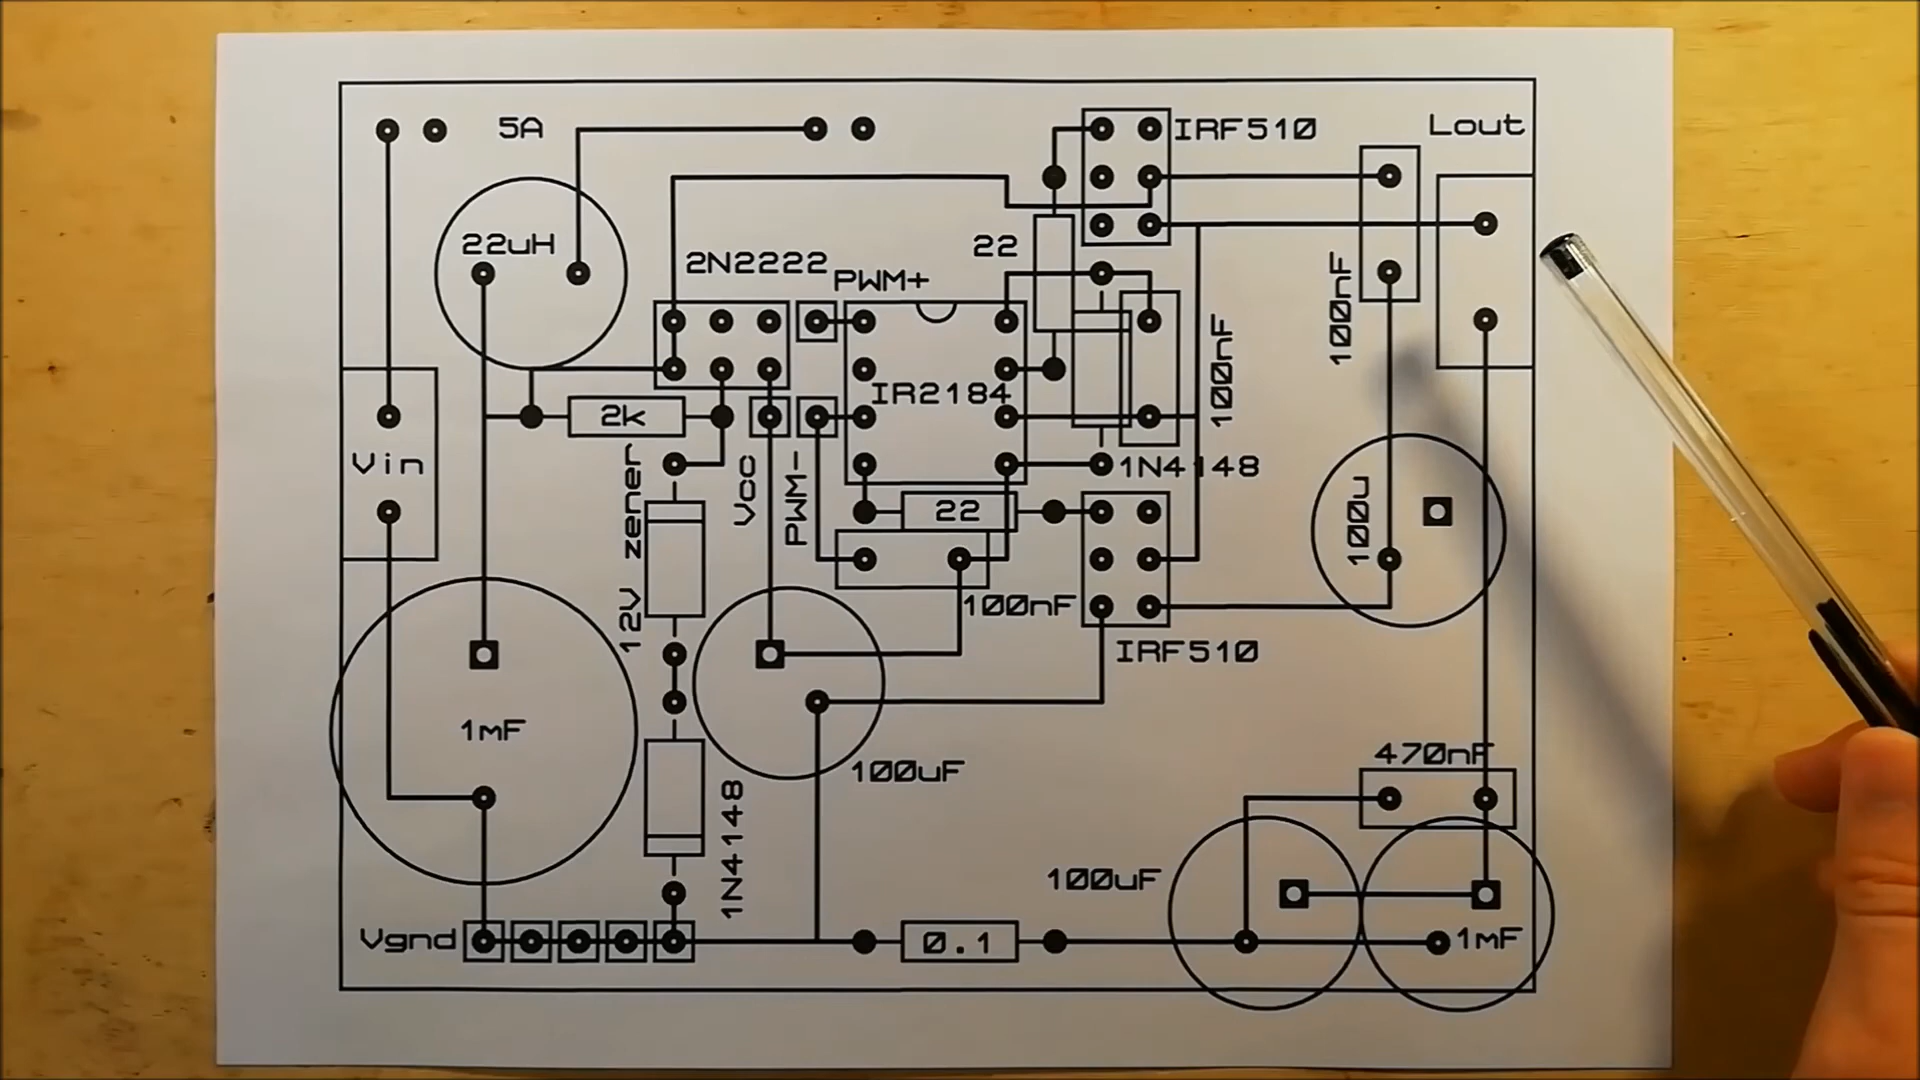 5A
IRF510
Lout
22uH
22
2N2222
PWM+
100nF
100nF
IR2184
2k
Vin
12V zener
Vcc
PWM-
1N4148
22
100u
100nF
IRF510
1mF
100uF
470nF
1N4148
100uF
Vgnd
0.1
1mF